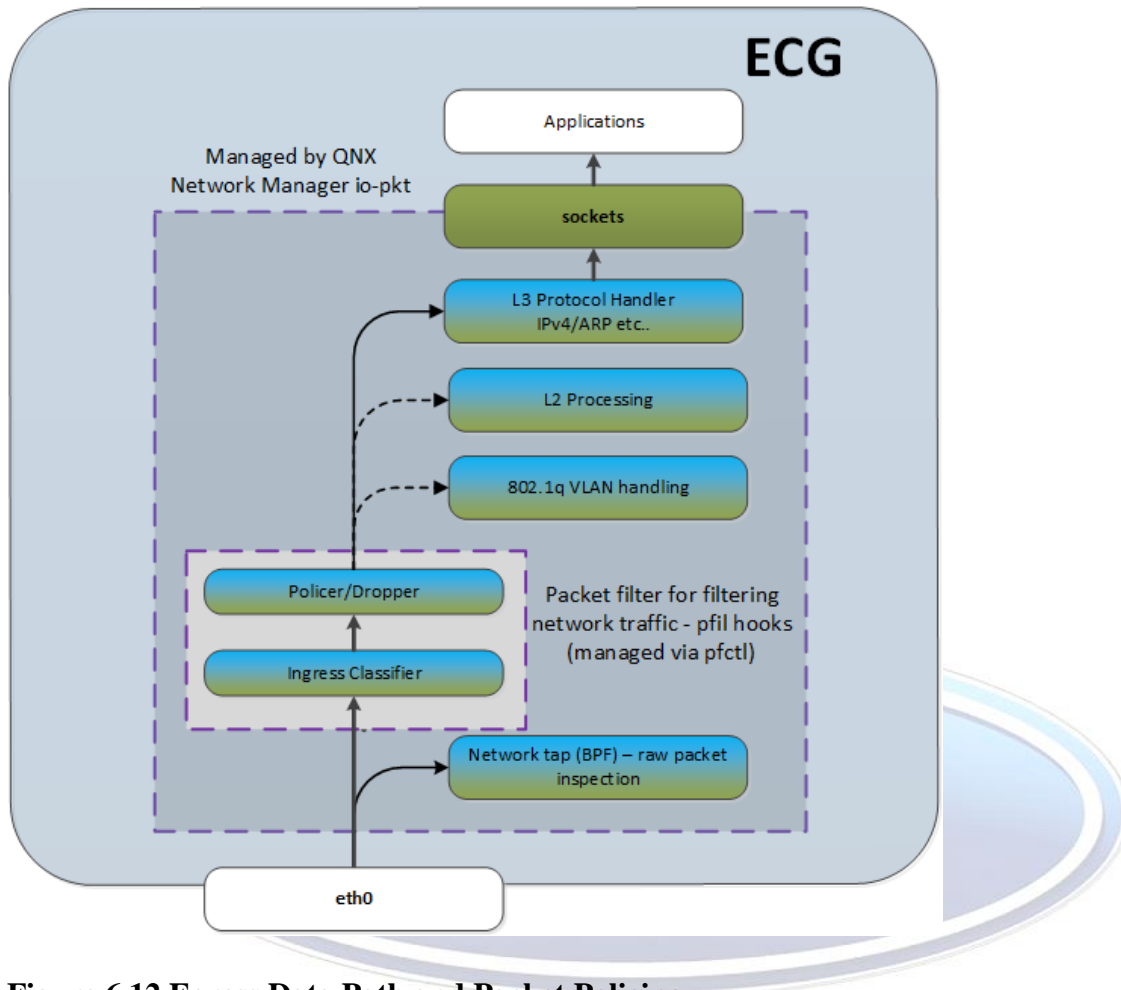 ECG
Applications
Managed by QNX
Network Manager io-pkt
sockets
L3 Protocol Handler
IPv4/ARP etc..
L2 Processing
802.1q VLAN handling
Policer/Dropper
Packet filter for filtering
network traffic - pfil hooks
(managed via pfctl)
Ingress Classifier
Network tap (BPF) – raw packet
inspection
eth0